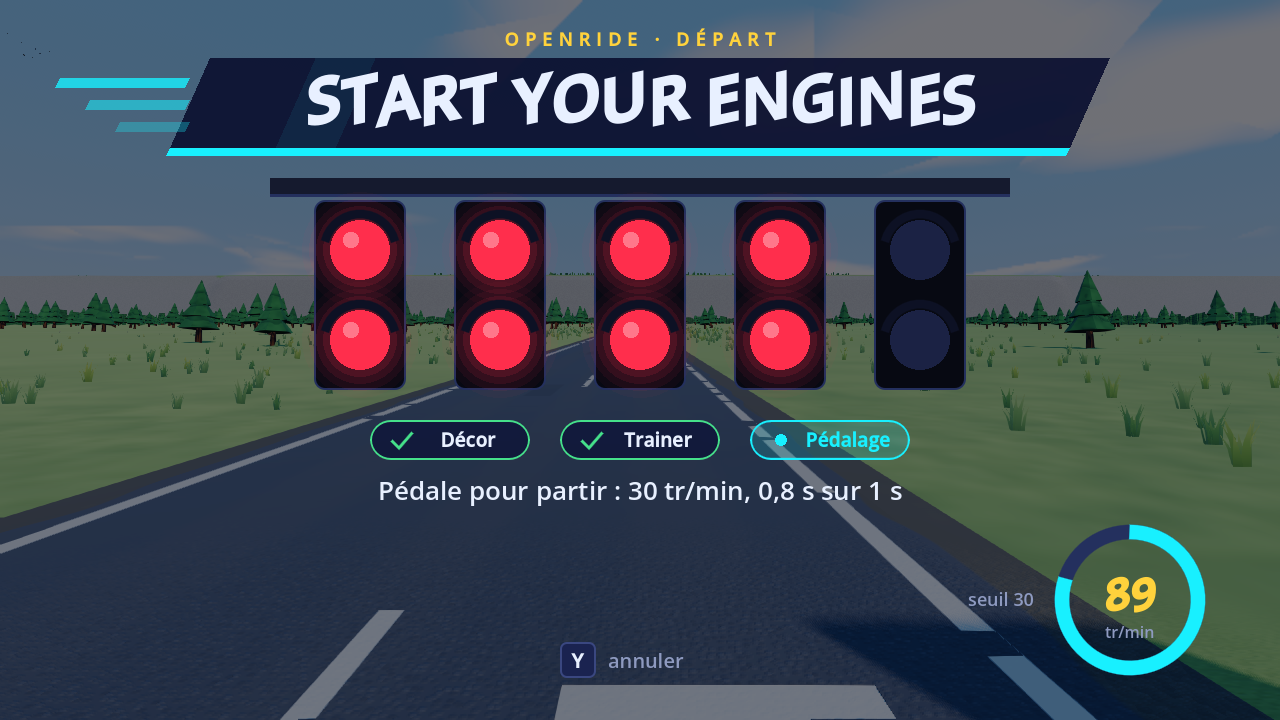 OPENRIDE · DÉPART
START YOUR ENGINES
Décor
Trainer
Pédalage
Pédale pour partir : 30 tr/min, 0,8 s sur 1 s
seuil 30
89
tr/min
Y annuler